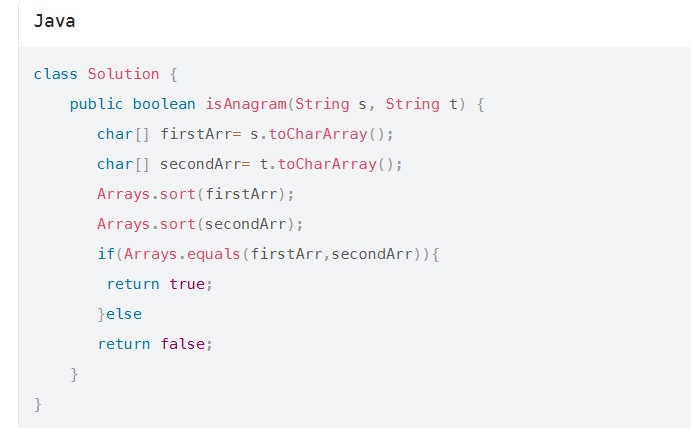 Java
class Solution {
    public boolean isAnagram(String s, String t) {
       char[] firstArr= s.toCharArray();
       char[] secondArr= t.toCharArray();
       Arrays.sort(firstArr);
       Arrays.sort(secondArr);
       if(Arrays.equals(firstArr,secondArr)){
        return true;
       }else
       return false;
    }
}